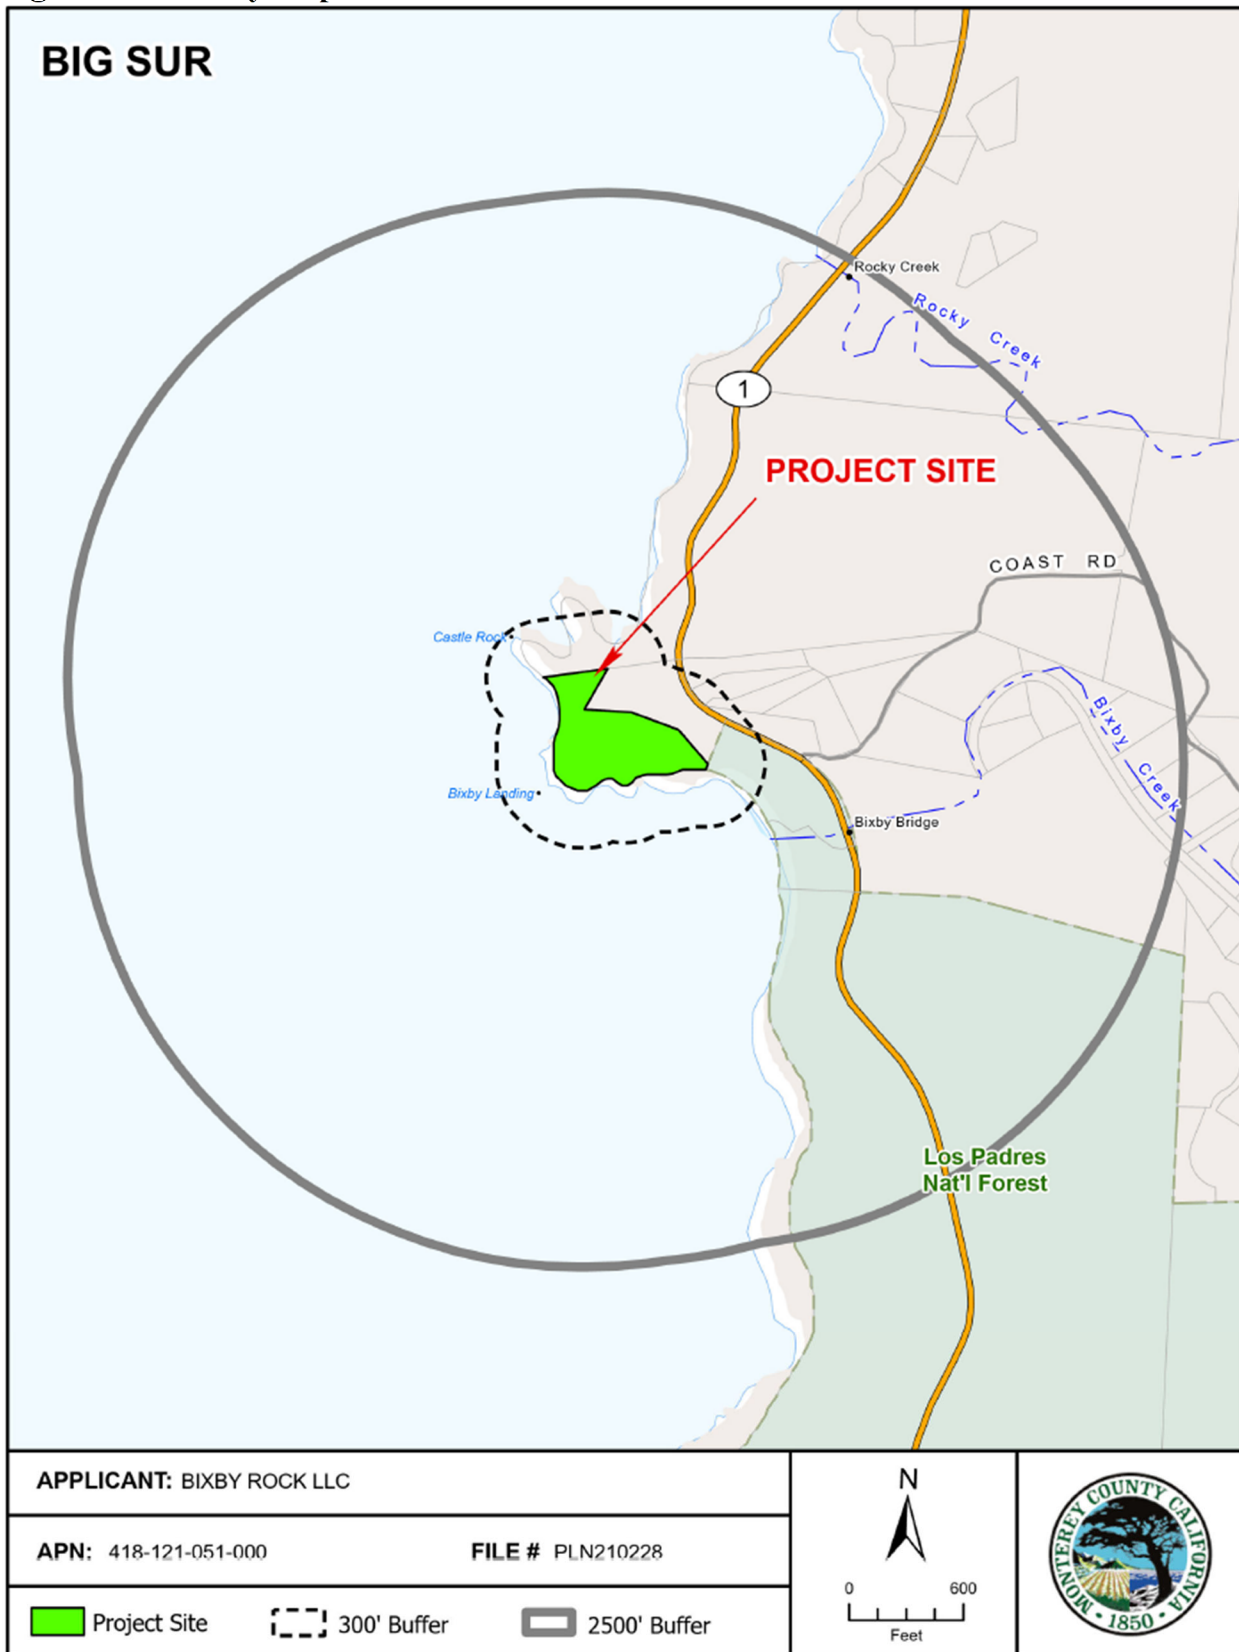 BIG SUR
Rocky Creek
Rocky Creek
1
PROJECT SITE
COAST RD
Castle Rock
Bixby Creek
Bixby Landing
Bixby Bridge
Los Padres
Nat'l Forest
APPLICANT: BIXBY ROCK LLC
APN: 418-121-051-000
FILE # PLN210228
Project Site
300' Buffer
2500' Buffer
N
0 600
Feet
MONTEREY COUNTY CALIFORNIA
• 1850 •